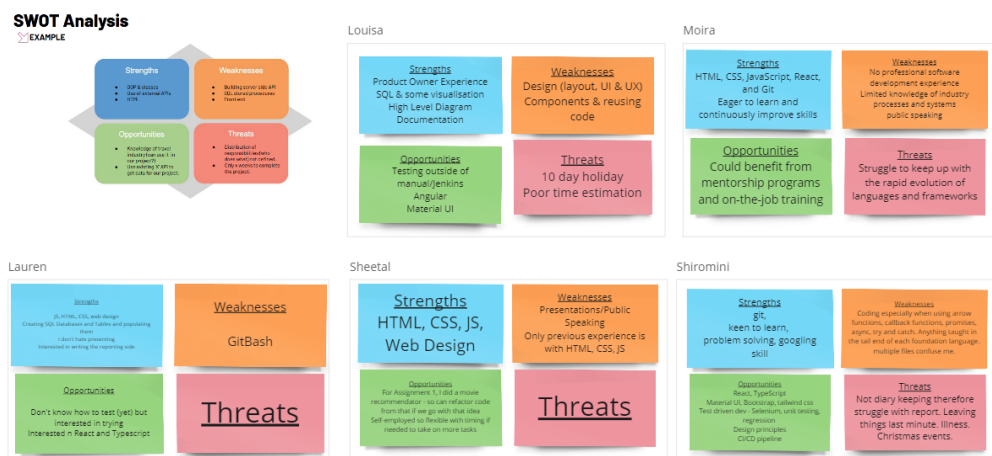 SWOT Analysis
EXAMPLE
Strengths
OOP & classes
Use of external APIs
HTML
Weaknesses
Building server side API
SQL stored procedures
Front end
Opportunities
Knowledge of travel
industry (can use it in
our project?)
Use existing 'X' API to
get data for our project.
Threats
Distribution of
responsibilities (who
does what) not defined.
Only x weeks to complete
the project.
Louisa
Strengths
Product Owner Experience
SQL & some visualisation
High Level Diagram
Documentation
Weaknesses
Design (layout, UI & UX)
Components & reusing
code
Opportunities
Testing outside of
manual/Jenkins
Angular
Material UI
Threats
10 day holiday
Poor time estimation
Moira
Strengths
HTML, CSS, JavaScript, React,
and Git
Eager to learn and
continuously improve skills
Weaknesses
No professional software
development experience
Limited knowledge of industry
processes and systems
public speaking
Opportunities
Could benefit from
mentorship programs
and on-the-job training
Threats
Struggle to keep up with
the rapid evolution of
languages and frameworks
Lauren
Strengths
JS, HTML, CSS, web design
Creating SQL Databases and Tables and populating
them
I don't hate presenting
Interested in writing the reporting side.
Weaknesses
GitBash
Opportunities
Don't know how to test (yet) but
interested in trying
Interested n React and Typescript
Threats
Sheetal
Strengths
HTML, CSS, JS,
Web Design
Weaknesses
Presentations/Public
Speaking
Only previous experience is
with HTML, CSS, JS
Opportunities
For Assignment 1, I did a movie
recommendator - so can refactor code
from that if we go with that idea
Self-employed so flexible with timing if
needed to take on more tasks
Threats
Shiromini
Strengths
git,
keen to learn,
problem solving, googling
skill
Weaknesses
Coding especially when using arrow
functions, callback functions, promises,
async, try and catch. Anything taught in
the tail end of each foundation language.
multiple files confuse me.
Opportunities
React, TypeScript
Material UI, Bootstrap, tailwind css
Test driven dev - Selenium, unit testing,
regression
Design principles
CI/CD pipeline
Threats
Not diary keeping therefore
struggle with report. Leaving
things last minute. Illness.
Christmas events.